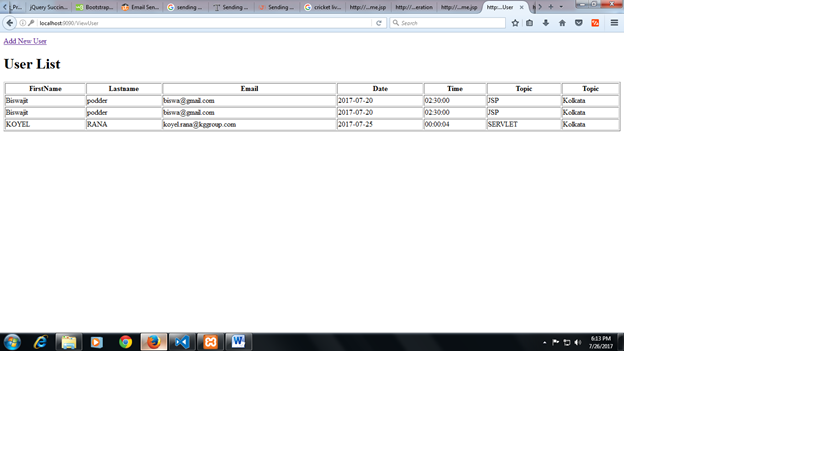 Pr... jQuery Succin... Bootstrap... Email Sen... sending ... Sending ... Sending ... cricket liv... http://...me.jsp http://...eration http://...me.jsp http:...User
localhost:9090/ViewUser Search
Add New User
User List
FirstName Lastname Email Date Time Topic Topic
Biswajit podder biswa@gmail.com 2017-07-20 02:30:00 JSP Kolkata
Biswajit podder biswa@gmail.com 2017-07-20 02:30:00 JSP Kolkata
KOYEL RANA koyel.rana@kggroup.com 2017-07-25 00:00:04 SERVLET Kolkata
6:13 PM
7/26/2017